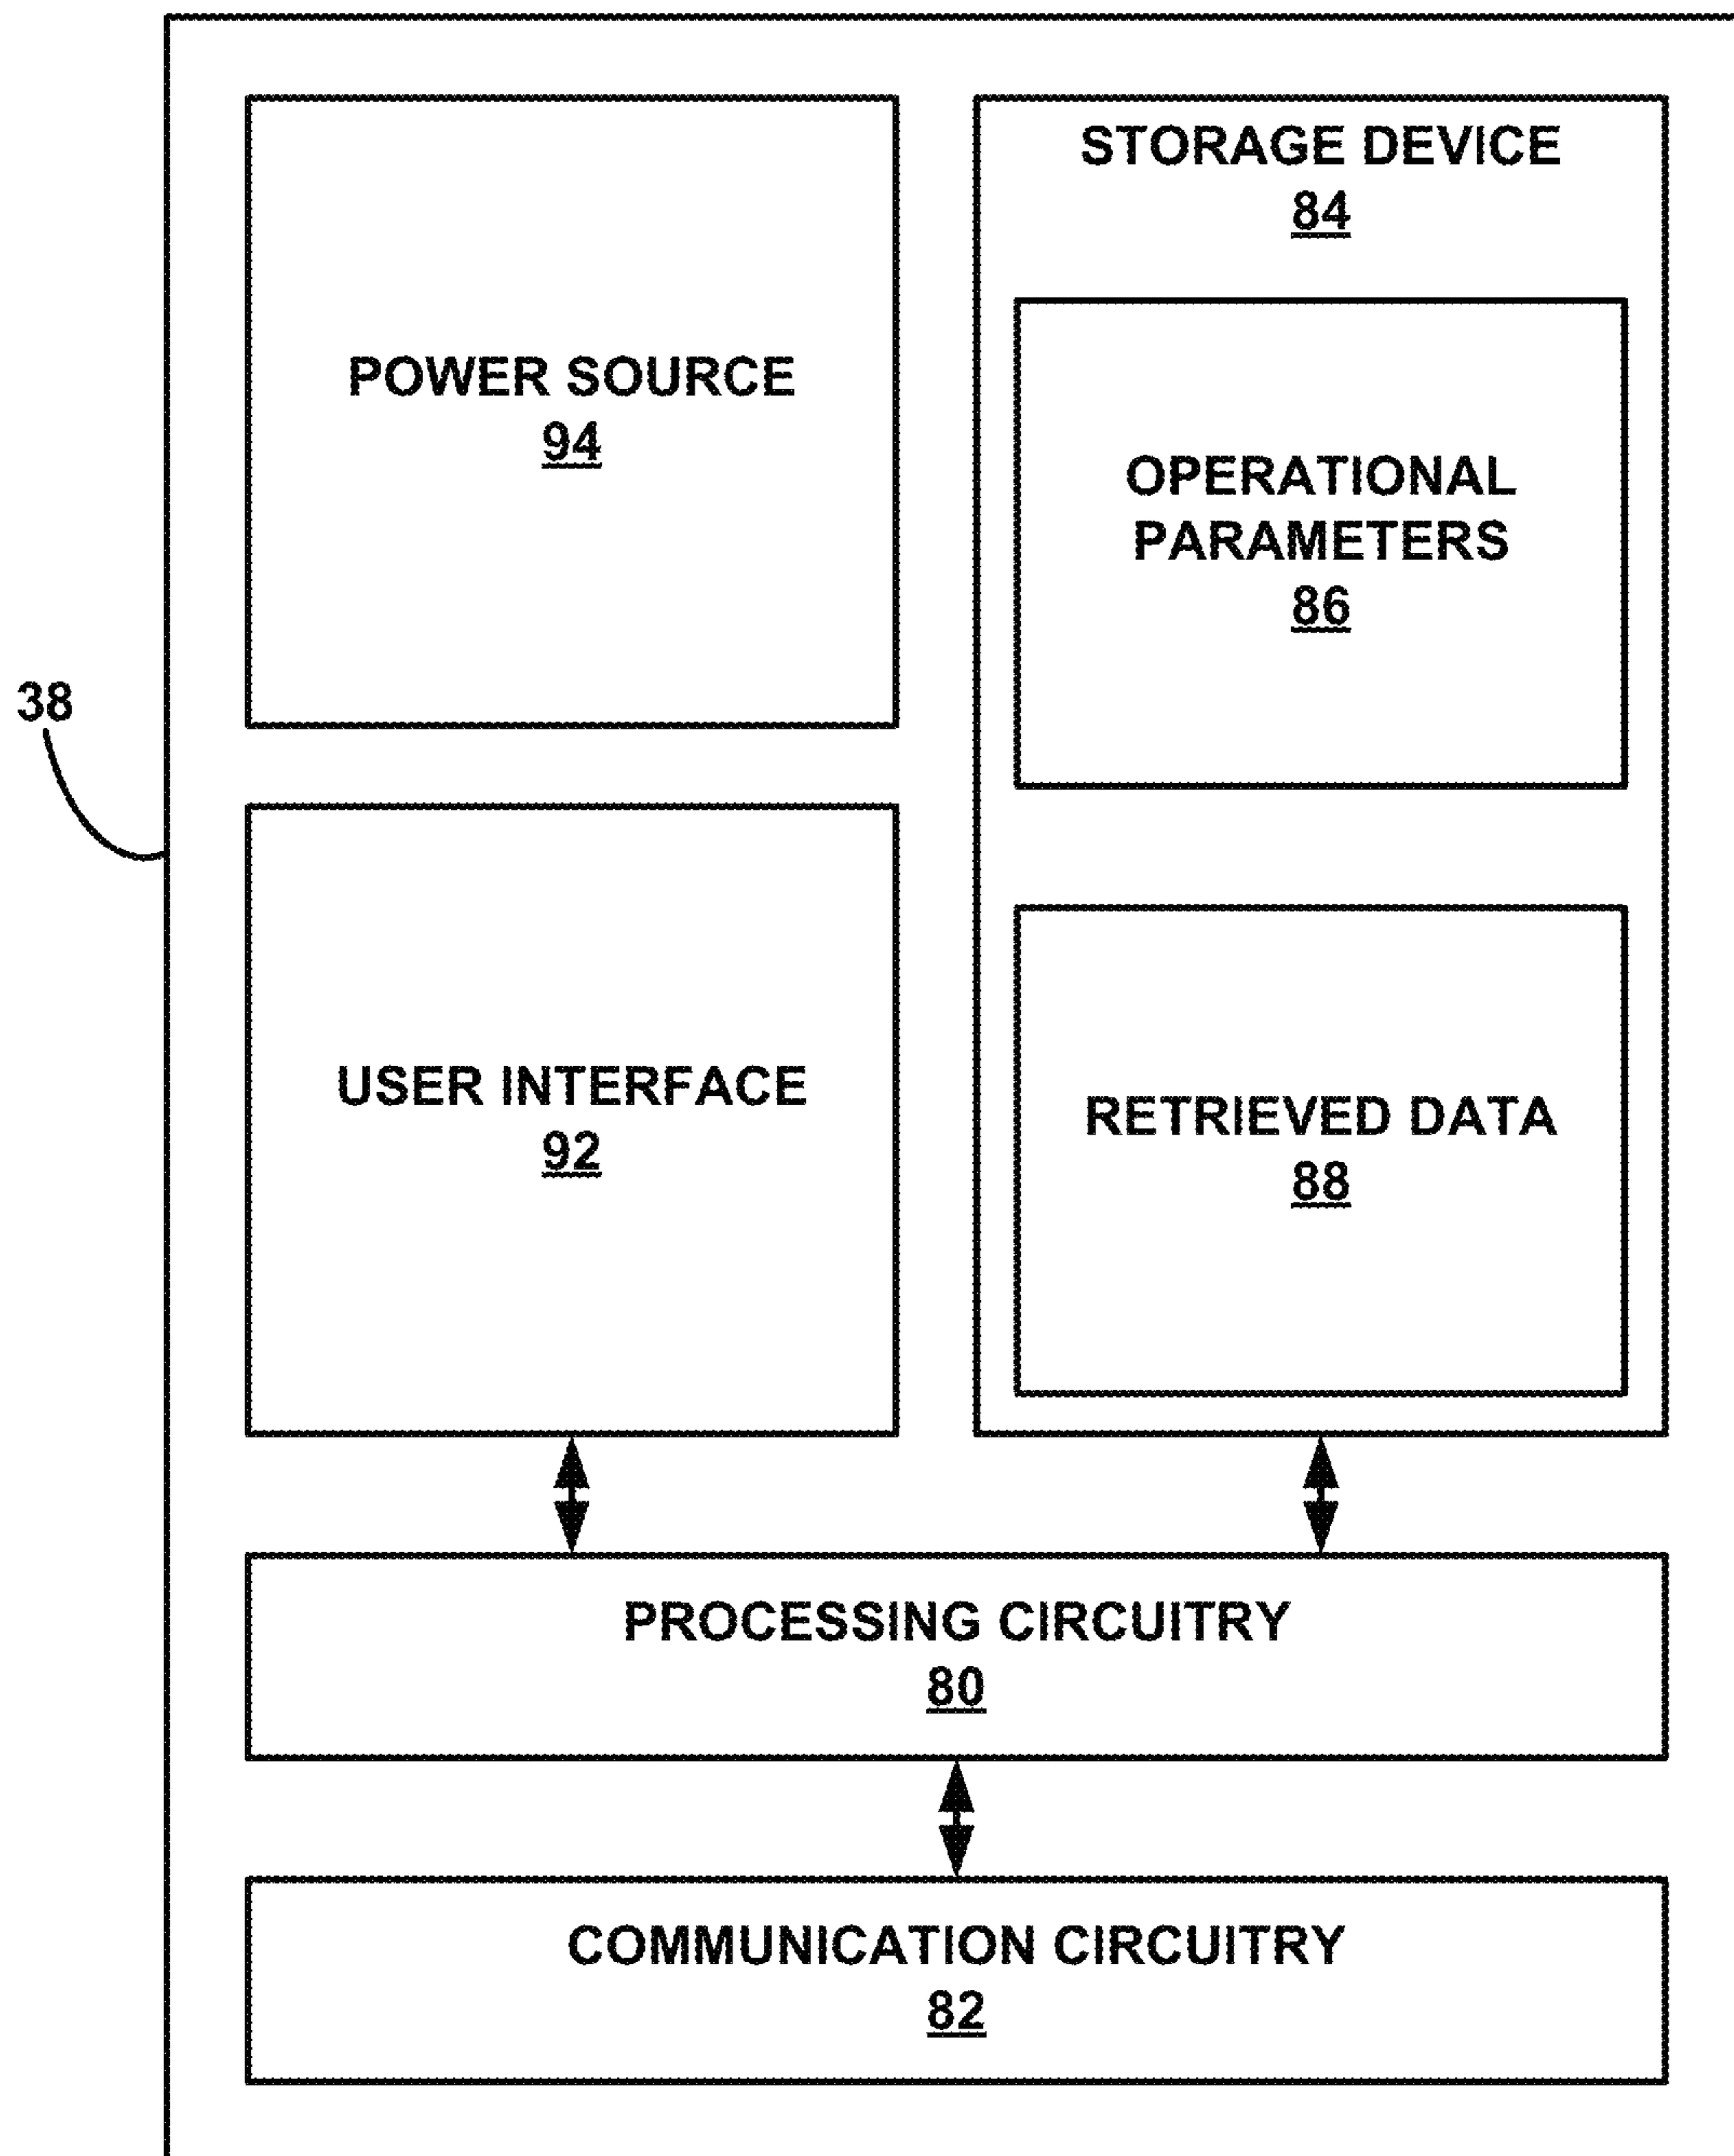 38
POWER SOURCE
94
USER INTERFACE
92
STORAGE DEVICE
84
OPERATIONAL
PARAMETERS
86
RETRIEVED DATA
88
PROCESSING CIRCUITRY
80
COMMUNICATION CIRCUITRY
82